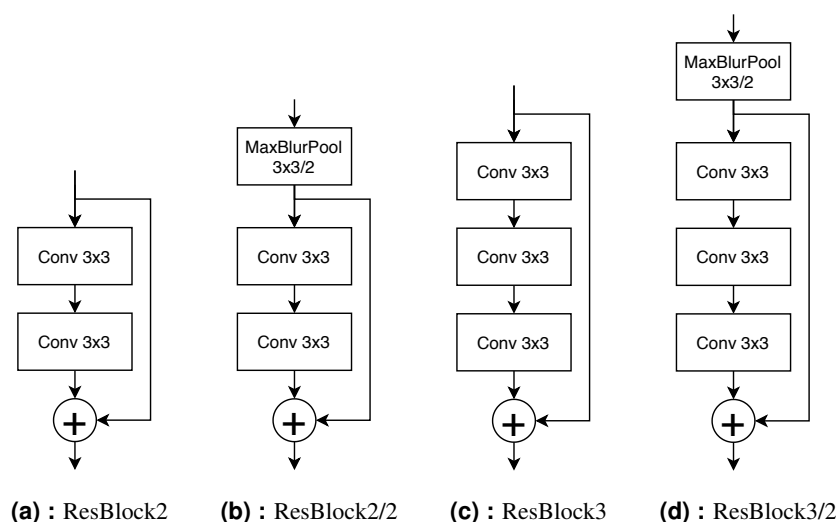 MaxBlurPool
3x3/2
MaxBlurPool
3x3/2
Conv 3x3
Conv 3x3
Conv 3x3
Conv 3x3
Conv 3x3
Conv 3x3
Conv 3x3
Conv 3x3
Conv 3x3
Conv 3x3
+
+
+
+
(a) : ResBlock2
(b) : ResBlock2/2
(c) : ResBlock3
(d) : ResBlock3/2